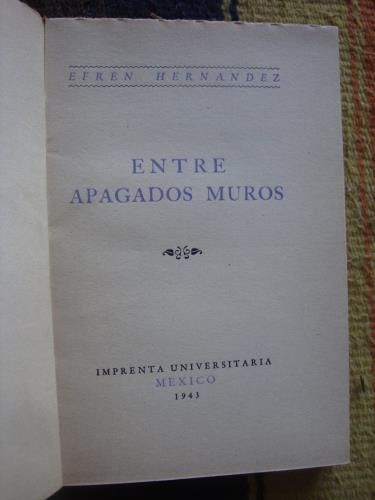 EFREN HERNANDEZ
ENTRE
APAGADOS MUROS
IMPRENTA UNIVERSITARIA
MEXICO
1943